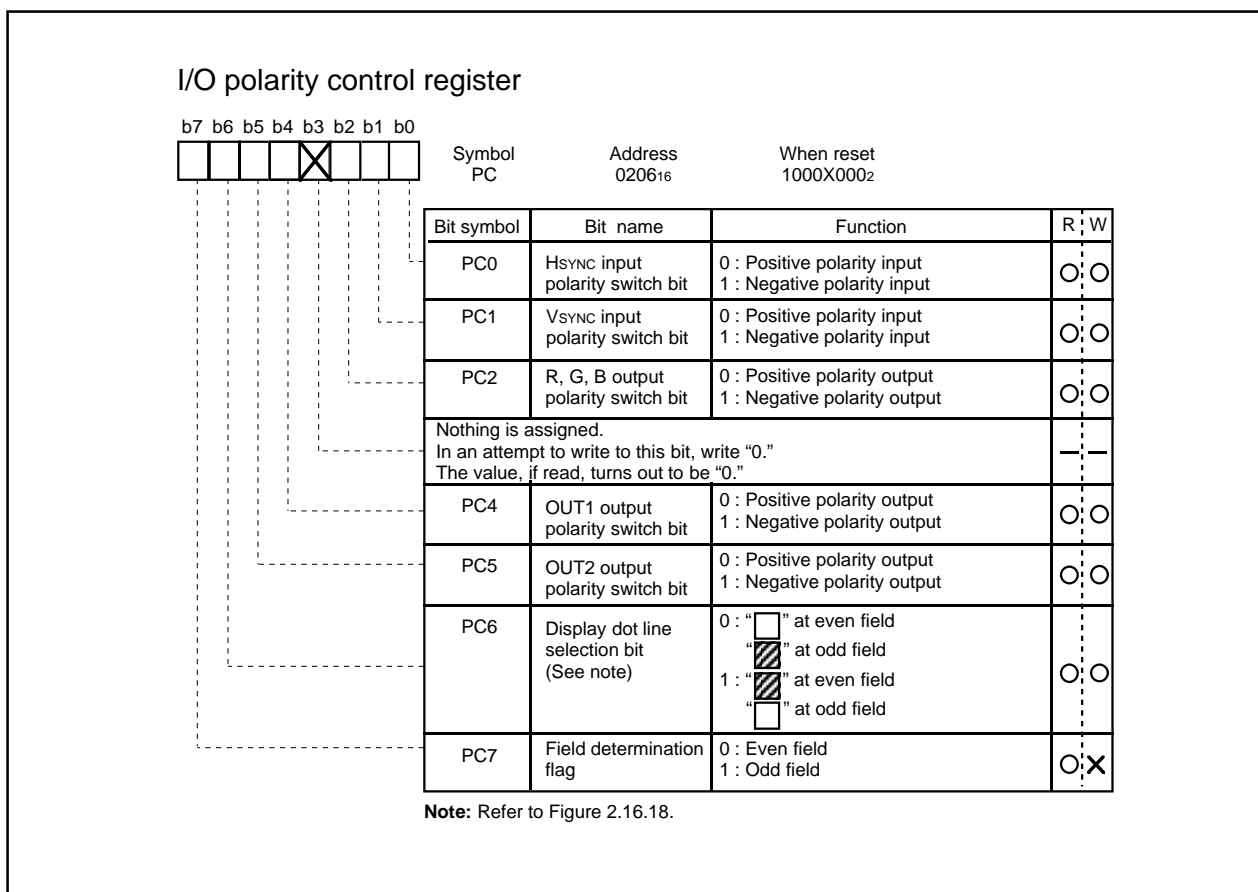 I/O polarity control register
b7 b6 b5 b4 b3 b2 b1 b0
Symbol Address When reset
PC 020616 1000X0002
Bit symbol Bit name Function R W
PC0 HSYNC input 0 : Positive polarity input
polarity switch bit 1 : Negative polarity input
PC1 VSYNC input 0 : Positive polarity input
polarity switch bit 1 : Negative polarity input
PC2 R, G, B output 0 : Positive polarity output
polarity switch bit 1 : Negative polarity output
Nothing is assigned.
In an attempt to write to this bit, write “0.”
The value, if read, turns out to be “0.”
PC4 OUT1 output 0 : Positive polarity output
polarity switch bit 1 : Negative polarity output
PC5 OUT2 output 0 : Positive polarity output
polarity switch bit 1 : Negative polarity output
PC6 Display dot line 0 : “ ” at even field
selection bit “ ” at odd field
(See note) 1 : “ ” at even field
“ ” at odd field
PC7 Field determination 0 : Even field
flag 1 : Odd field
Note: Refer to Figure 2.16.18.